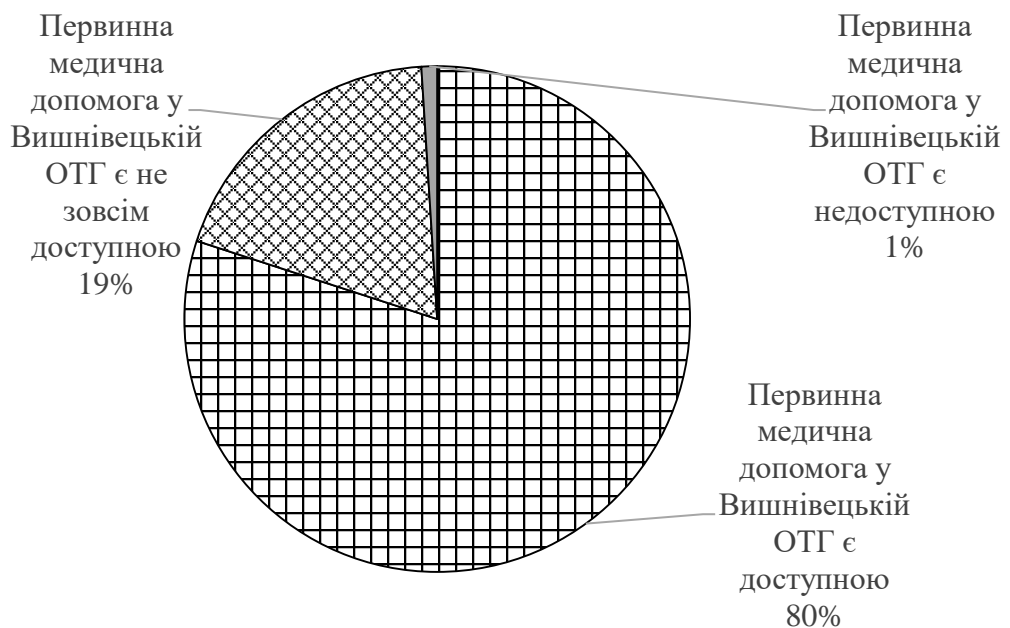 Первинна
медична
допомога у
Вишнівецькій
ОТГ є не
зовсім
доступною
19%
Первинна
медична
допомога у
Вишнівецькій
ОТГ є
недоступною
1%
Первинна
медична
допомога у
Вишнівецькій
ОТГ є
доступною
80%